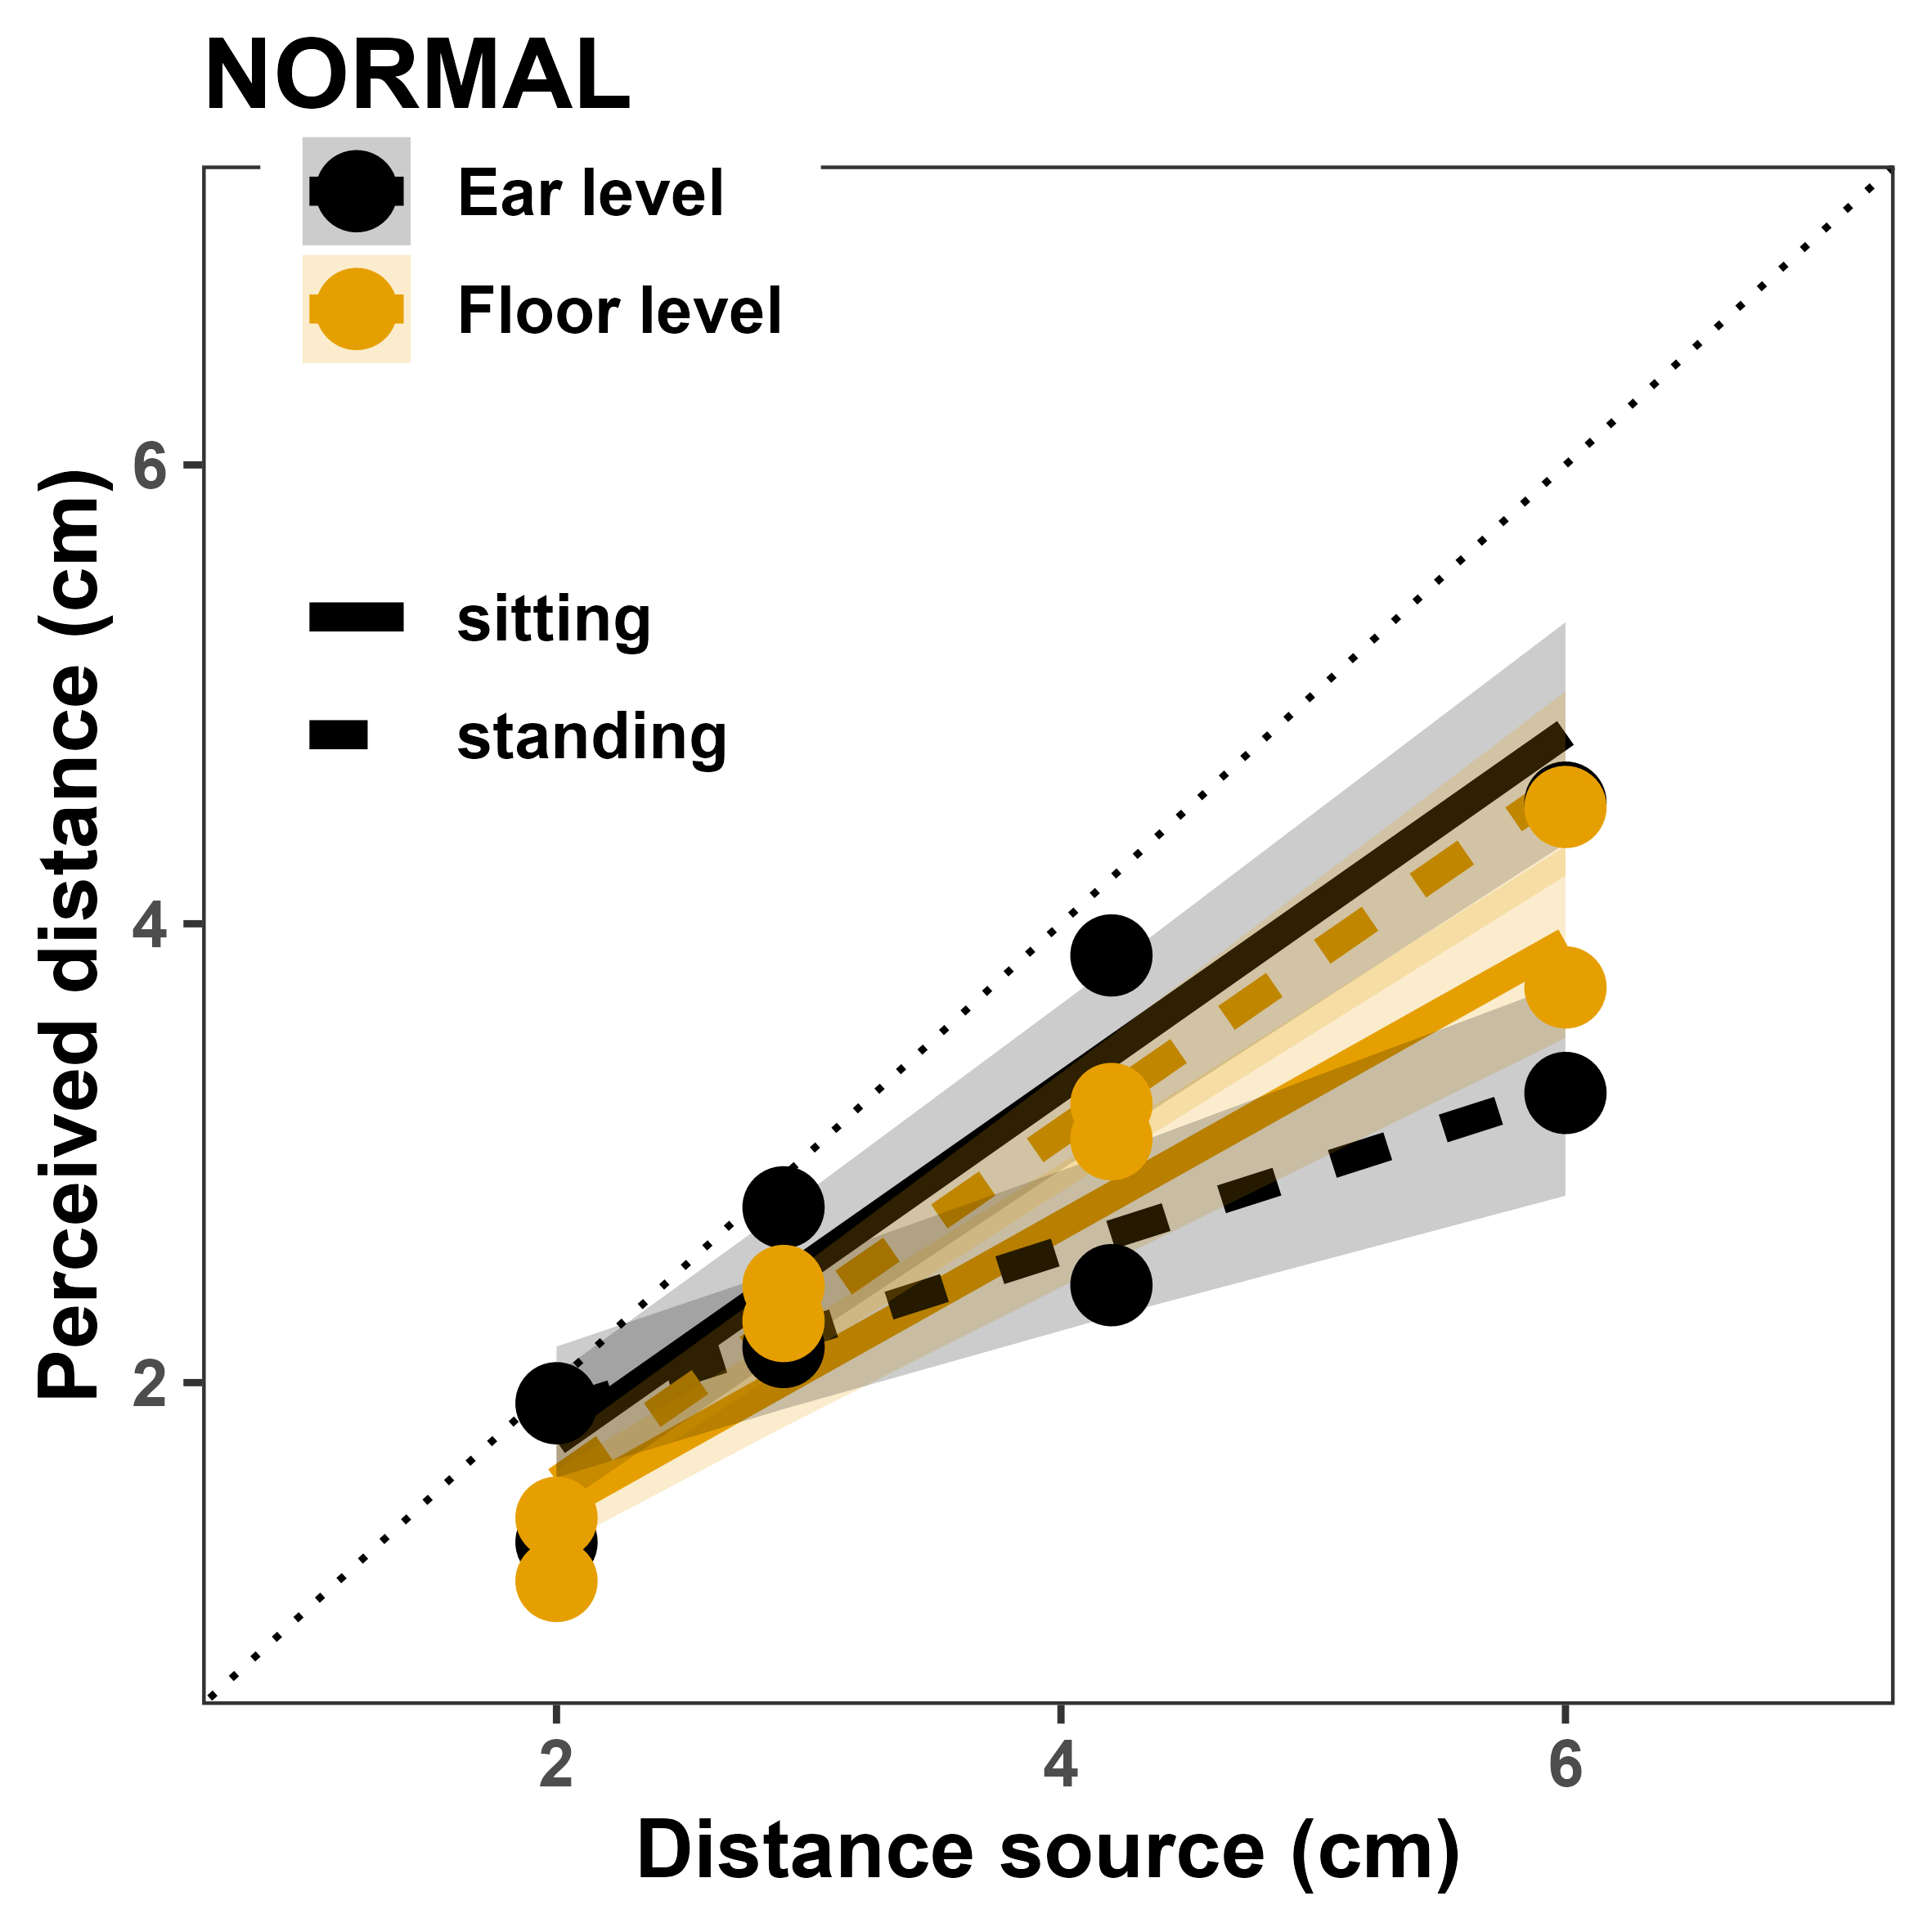 NORMAL
Ear level
Floor level
sitting
standing
Perceived distance (cm)
6
4
2
2 4 6
Distance source (cm)